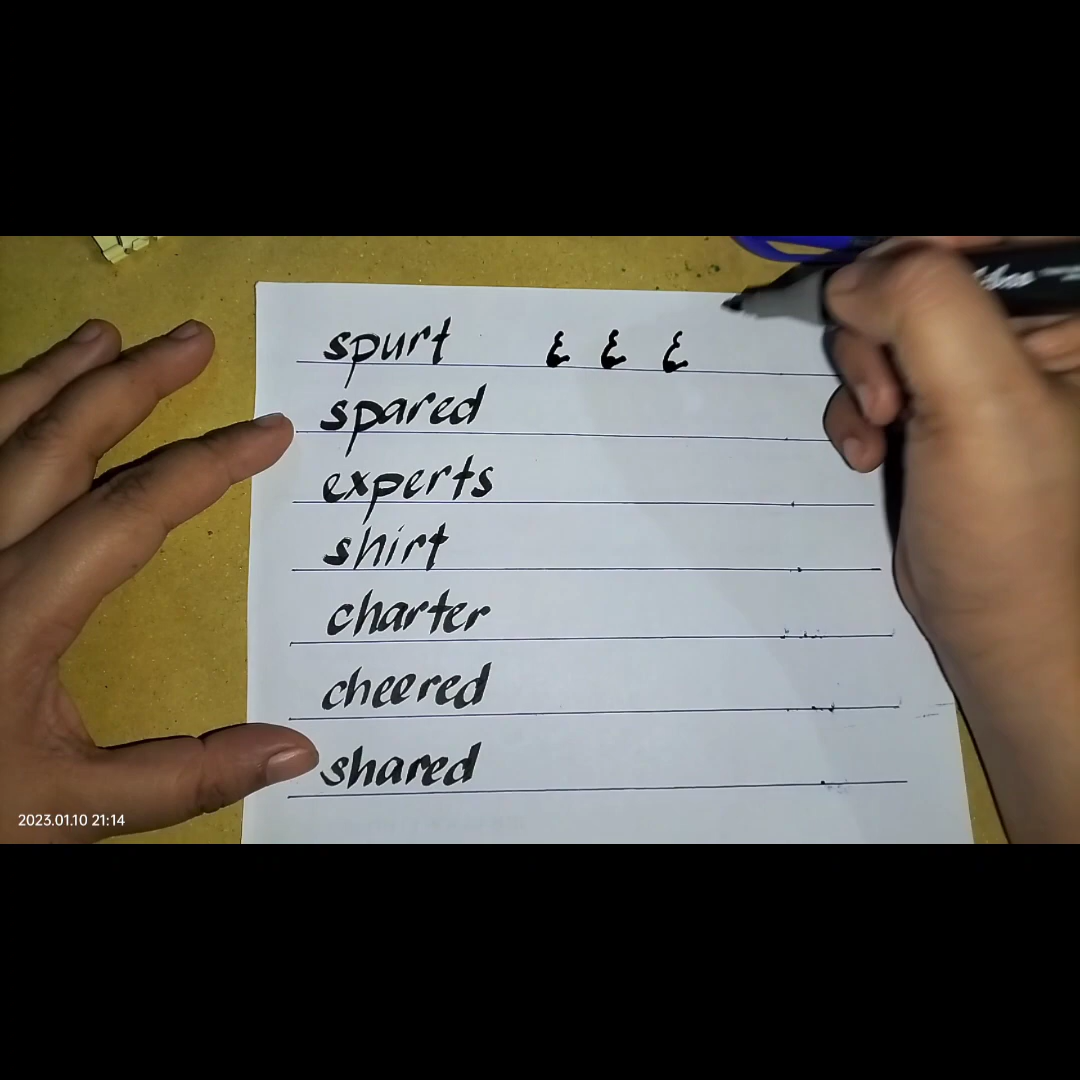 spurt
spared
experts
shirt
charter
cheered
shared
2023.01.10 21:14